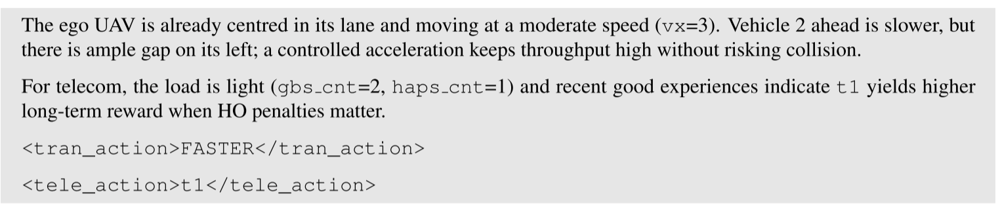 The ego UAV is already centred in its lane and moving at a moderate speed (vx=3). Vehicle 2 ahead is slower, but
there is ample gap on its left; a controlled acceleration keeps throughput high without risking collision.
For telecom, the load is light (gbs_cnt=2, haps_cnt=1) and recent good experiences indicate t1 yields higher
long-term reward when HO penalties matter.
<tran_action>FASTER</tran_action>
<tele_action>t1</tele_action>